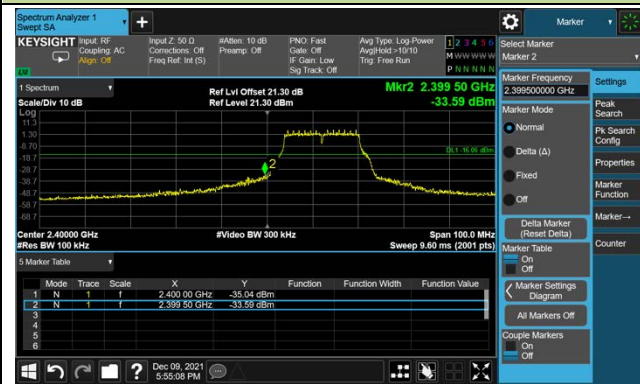 Spectrum Analyzer 1
Swept SA
+
Marker
KEYSIGHT
Input: RF
Coupling: AC
Align: Off
Input Z: 50 Ω
Corrections: Off
Freq Ref: Int (S)
#Atten: 10 dB
Preamp: Off
PNO: Fast
Gate: Off
IF Gain: Low
Sig Track: Off
Avg Type: Log-Power
Avg|Hold:>10/10
Trig: Free Run
1 2 3 4 5 6
M W W W W W
P N N N N N
Select Marker
Marker 2
LXI
1 Spectrum
Scale/Div 10 dB
Log
Ref Lvl Offset 21.30 dB
Ref Level 21.30 dBm
Mkr2 2.399 50 GHz
-33.59 dBm
11.3
1.30
-8.70
-18.7
-28.7
-38.7
-48.7
-58.7
-68.7
DL1 -16.06 dBm
2
Center 2.40000 GHz
#Res BW 100 kHz
#Video BW 300 kHz
Span 100.0 MHz
Sweep 9.60 ms (2001 pts)
5 Marker Table
Mode Trace Scale X Y Function Function Width Function Value
1 N 1 f 2.400 00 GHz -35.04 dBm
2 N 1 f 2.399 50 GHz -33.59 dBm
3
4
5
6
Marker Frequency
2.399500000 GHz
Marker Mode
Normal
Delta (Δ)
Fixed
Off
Delta Marker
(Reset Delta)
Marker Table
On
Off
Marker Settings
Diagram
All Markers Off
Couple Markers
On
Off
Settings
Peak
Search
Pk Search
Config
Properties
Marker
Function
Marker→
Counter
?
Dec 09, 2021
5:55:08 PM